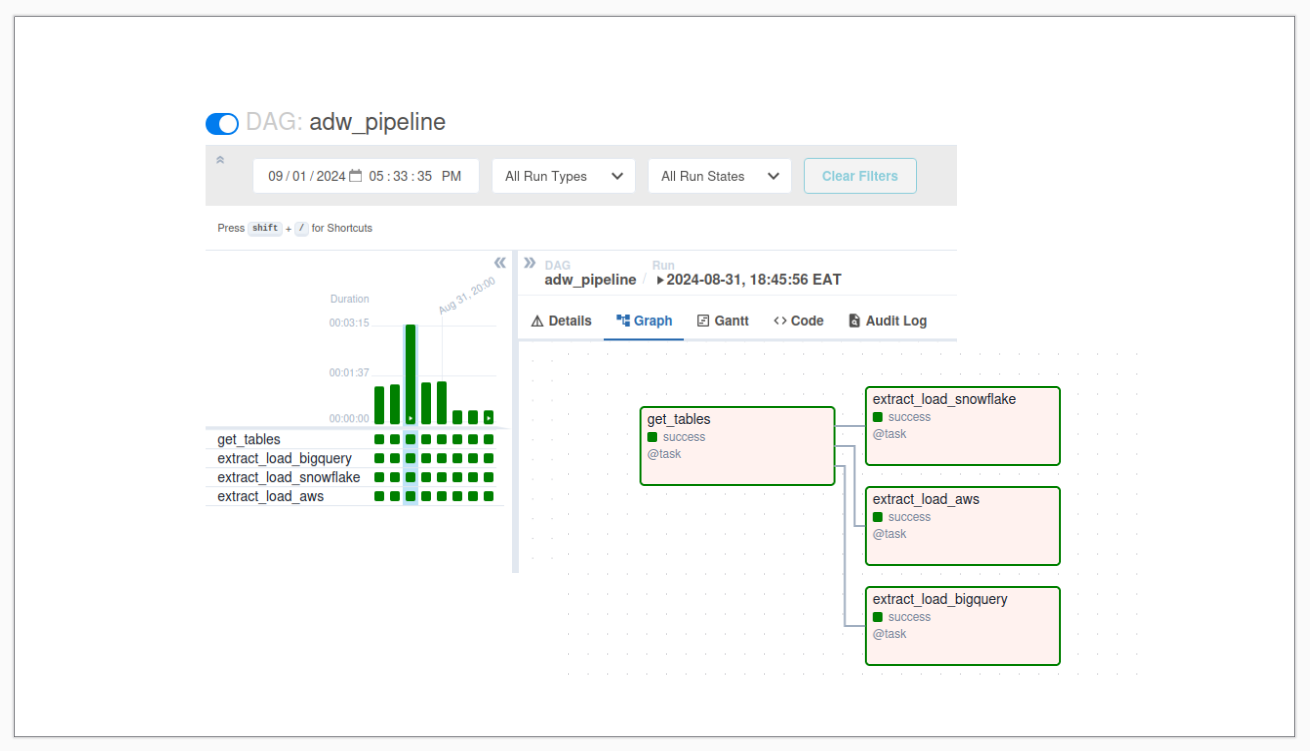 DAG: adw_pipeline
09 / 01 / 2024 05 : 33 : 35 PM
All Run Types
All Run States
Clear Filters
Press shift + / for Shortcuts
Duration
Aug 31, 20:00
00:03:15
00:01:37
00:00:00
get_tables
extract_load_bigquery
extract_load_snowflake
extract_load_aws
DAG
adw_pipeline
/
Run
2024-08-31, 18:45:56 EAT
Details
Graph
Gantt
Code
Audit Log
get_tables
success
@task
extract_load_snowflake
success
@task
extract_load_aws
success
@task
extract_load_bigquery
success
@task